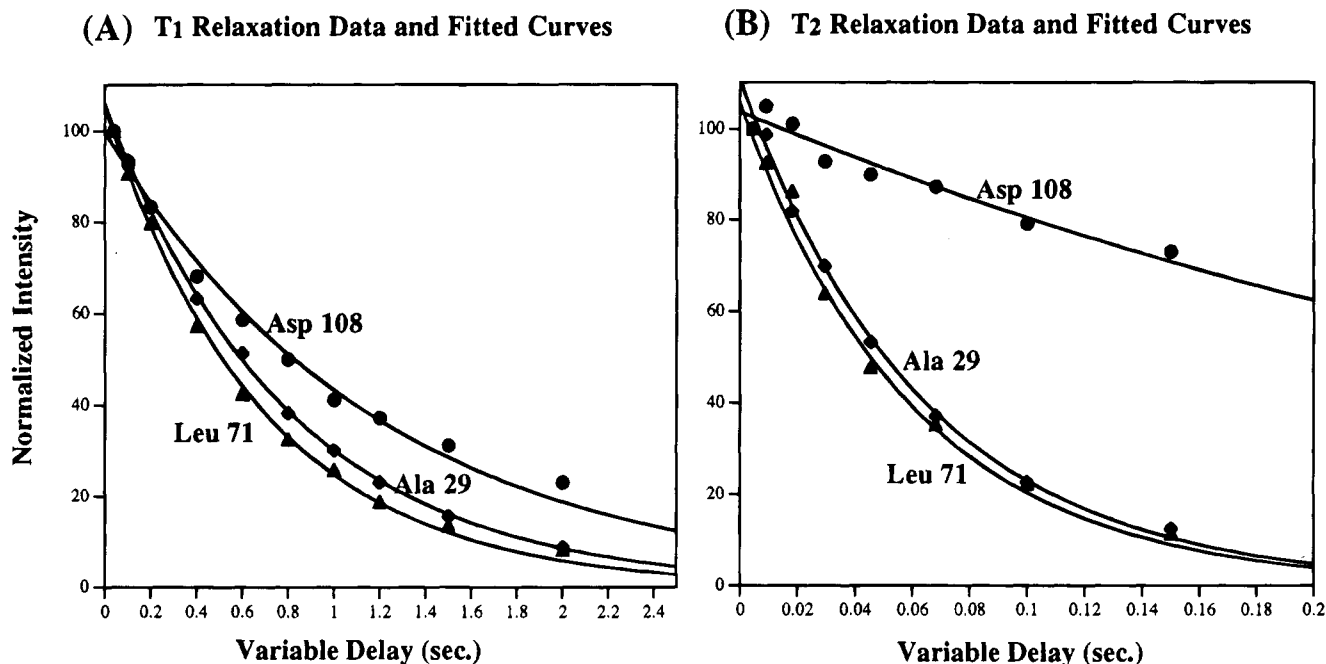 (A) T1 Relaxation Data and Fitted Curves
Normalized Intensity
100
80
60
40
20
0
Asp 108
Leu 71
Ala 29
0 0.2 0.4 0.6 0.8 1 1.2 1.4 1.6 1.8 2 2.2 2.4
Variable Delay (sec.)
(B) T2 Relaxation Data and Fitted Curves
100
80
60
40
20
0
Asp 108
Ala 29
Leu 71
0 0.02 0.04 0.06 0.08 0.1 0.12 0.14 0.16 0.18 0.2
Variable Delay (sec.)